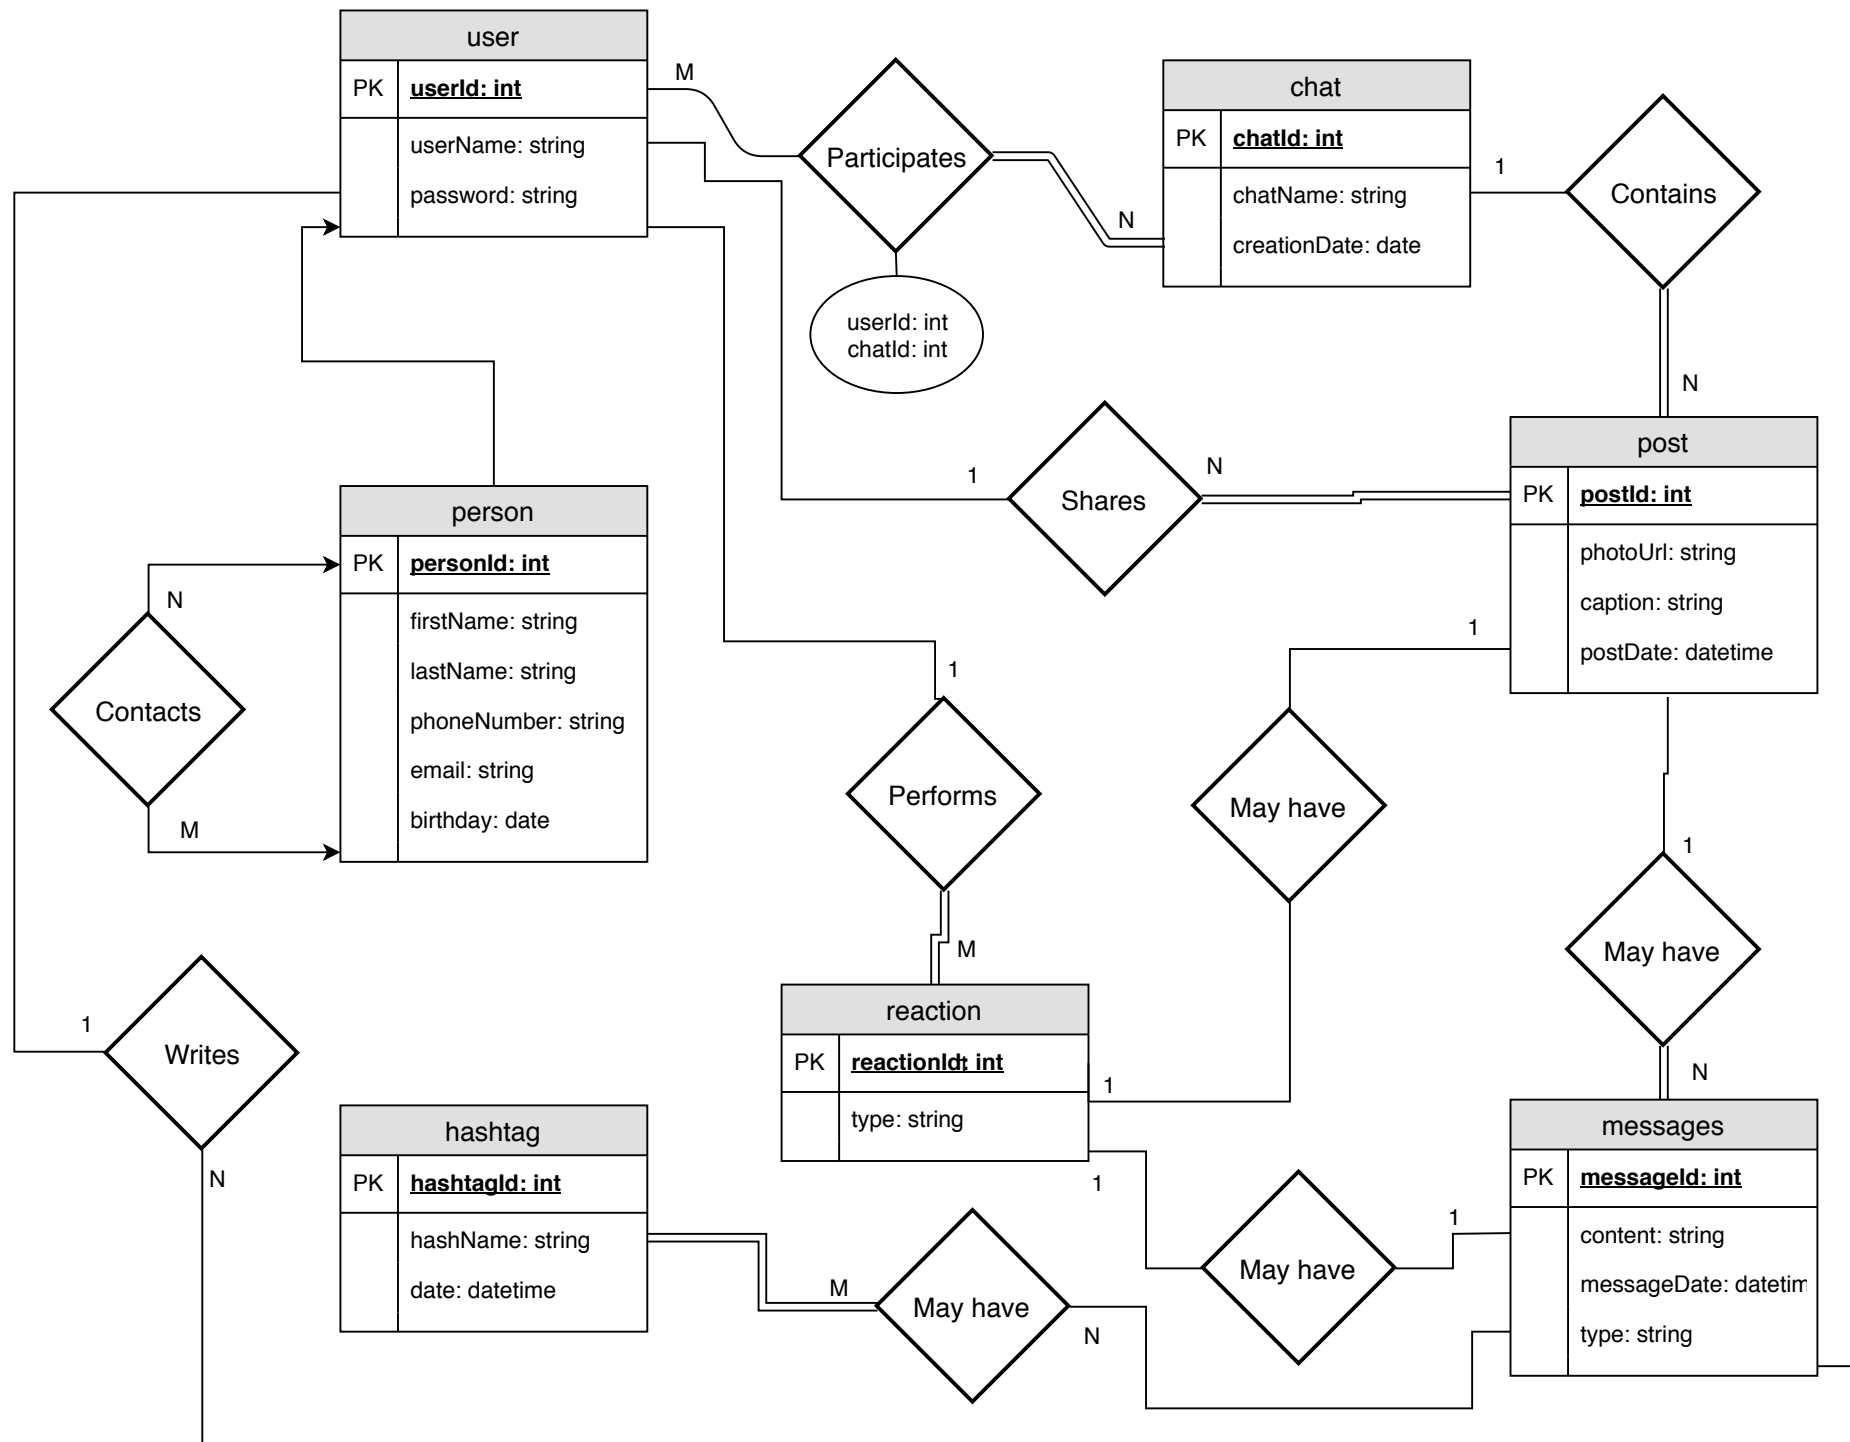 user
PK
userId: int
userName: string
password: string
M
Participates
userId: int
chatId: int
N
chat
PK
chatId: int
chatName: string
creationDate: date
1
Contains
N
post
PK
postId: int
photoUrl: string
caption: string
postDate: datetime
1
Shares
N
person
PK
personId: int
firstName: string
lastName: string
phoneNumber: string
email: string
birthday: date
N
Contacts
M
1
Performs
M
1
May have
1
1
May have
N
reaction
PK
reactionId: int
type: string
1
Writes
N
hashtag
PK
hashtagId: int
hashName: string
date: datetime
M
May have
N
1
May have
1
messages
PK
messageId: int
content: string
messageDate: datetim
type: string